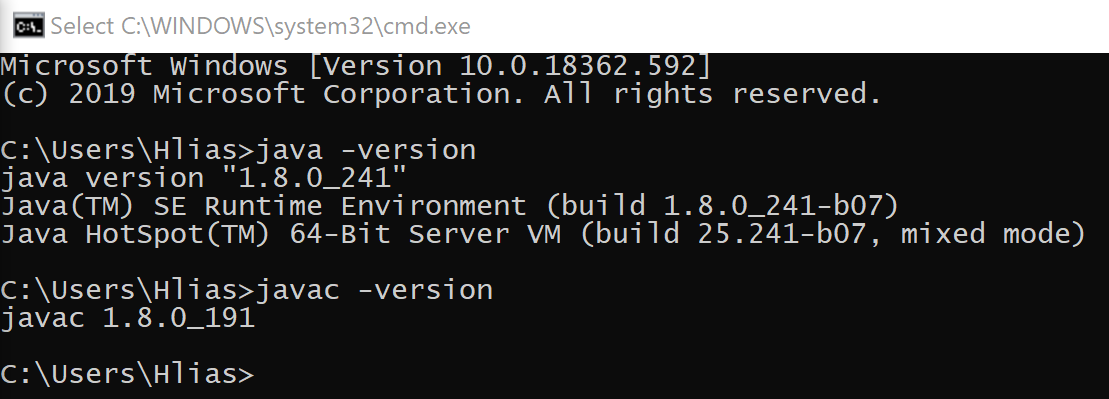 Select C:\WINDOWS\system32\cmd.exe
Microsoft Windows [Version 10.0.18362.592]
(c) 2019 Microsoft Corporation. All rights reserved.
C:\Users\Hlias>java -version
java version "1.8.0_241"
Java(TM) SE Runtime Environment (build 1.8.0_241-b07)
Java HotSpot(TM) 64-Bit Server VM (build 25.241-b07, mixed mode)
C:\Users\Hlias>javac -version
javac 1.8.0_191
C:\Users\Hlias>